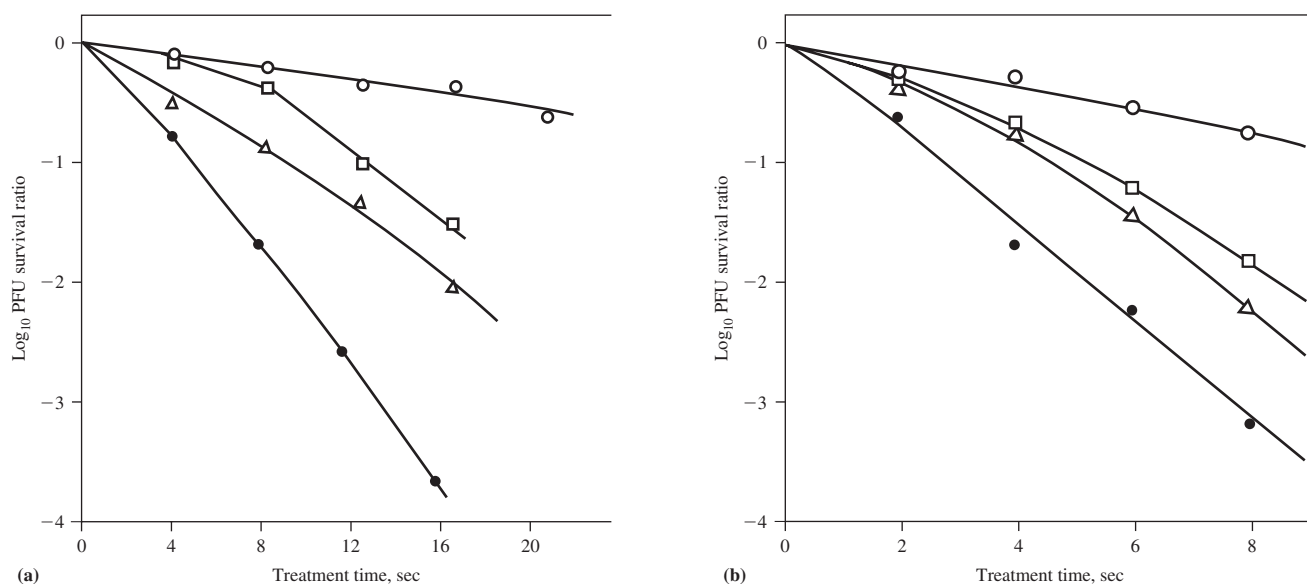 0
−1
−2
−3
−4
Log10 PFU survival ratio
0 4 8 12 16 20
(a) Treatment time, sec
0
−1
−2
−3
−4
Log10 PFU survival ratio
0 2 4 6 8
(b) Treatment time, sec